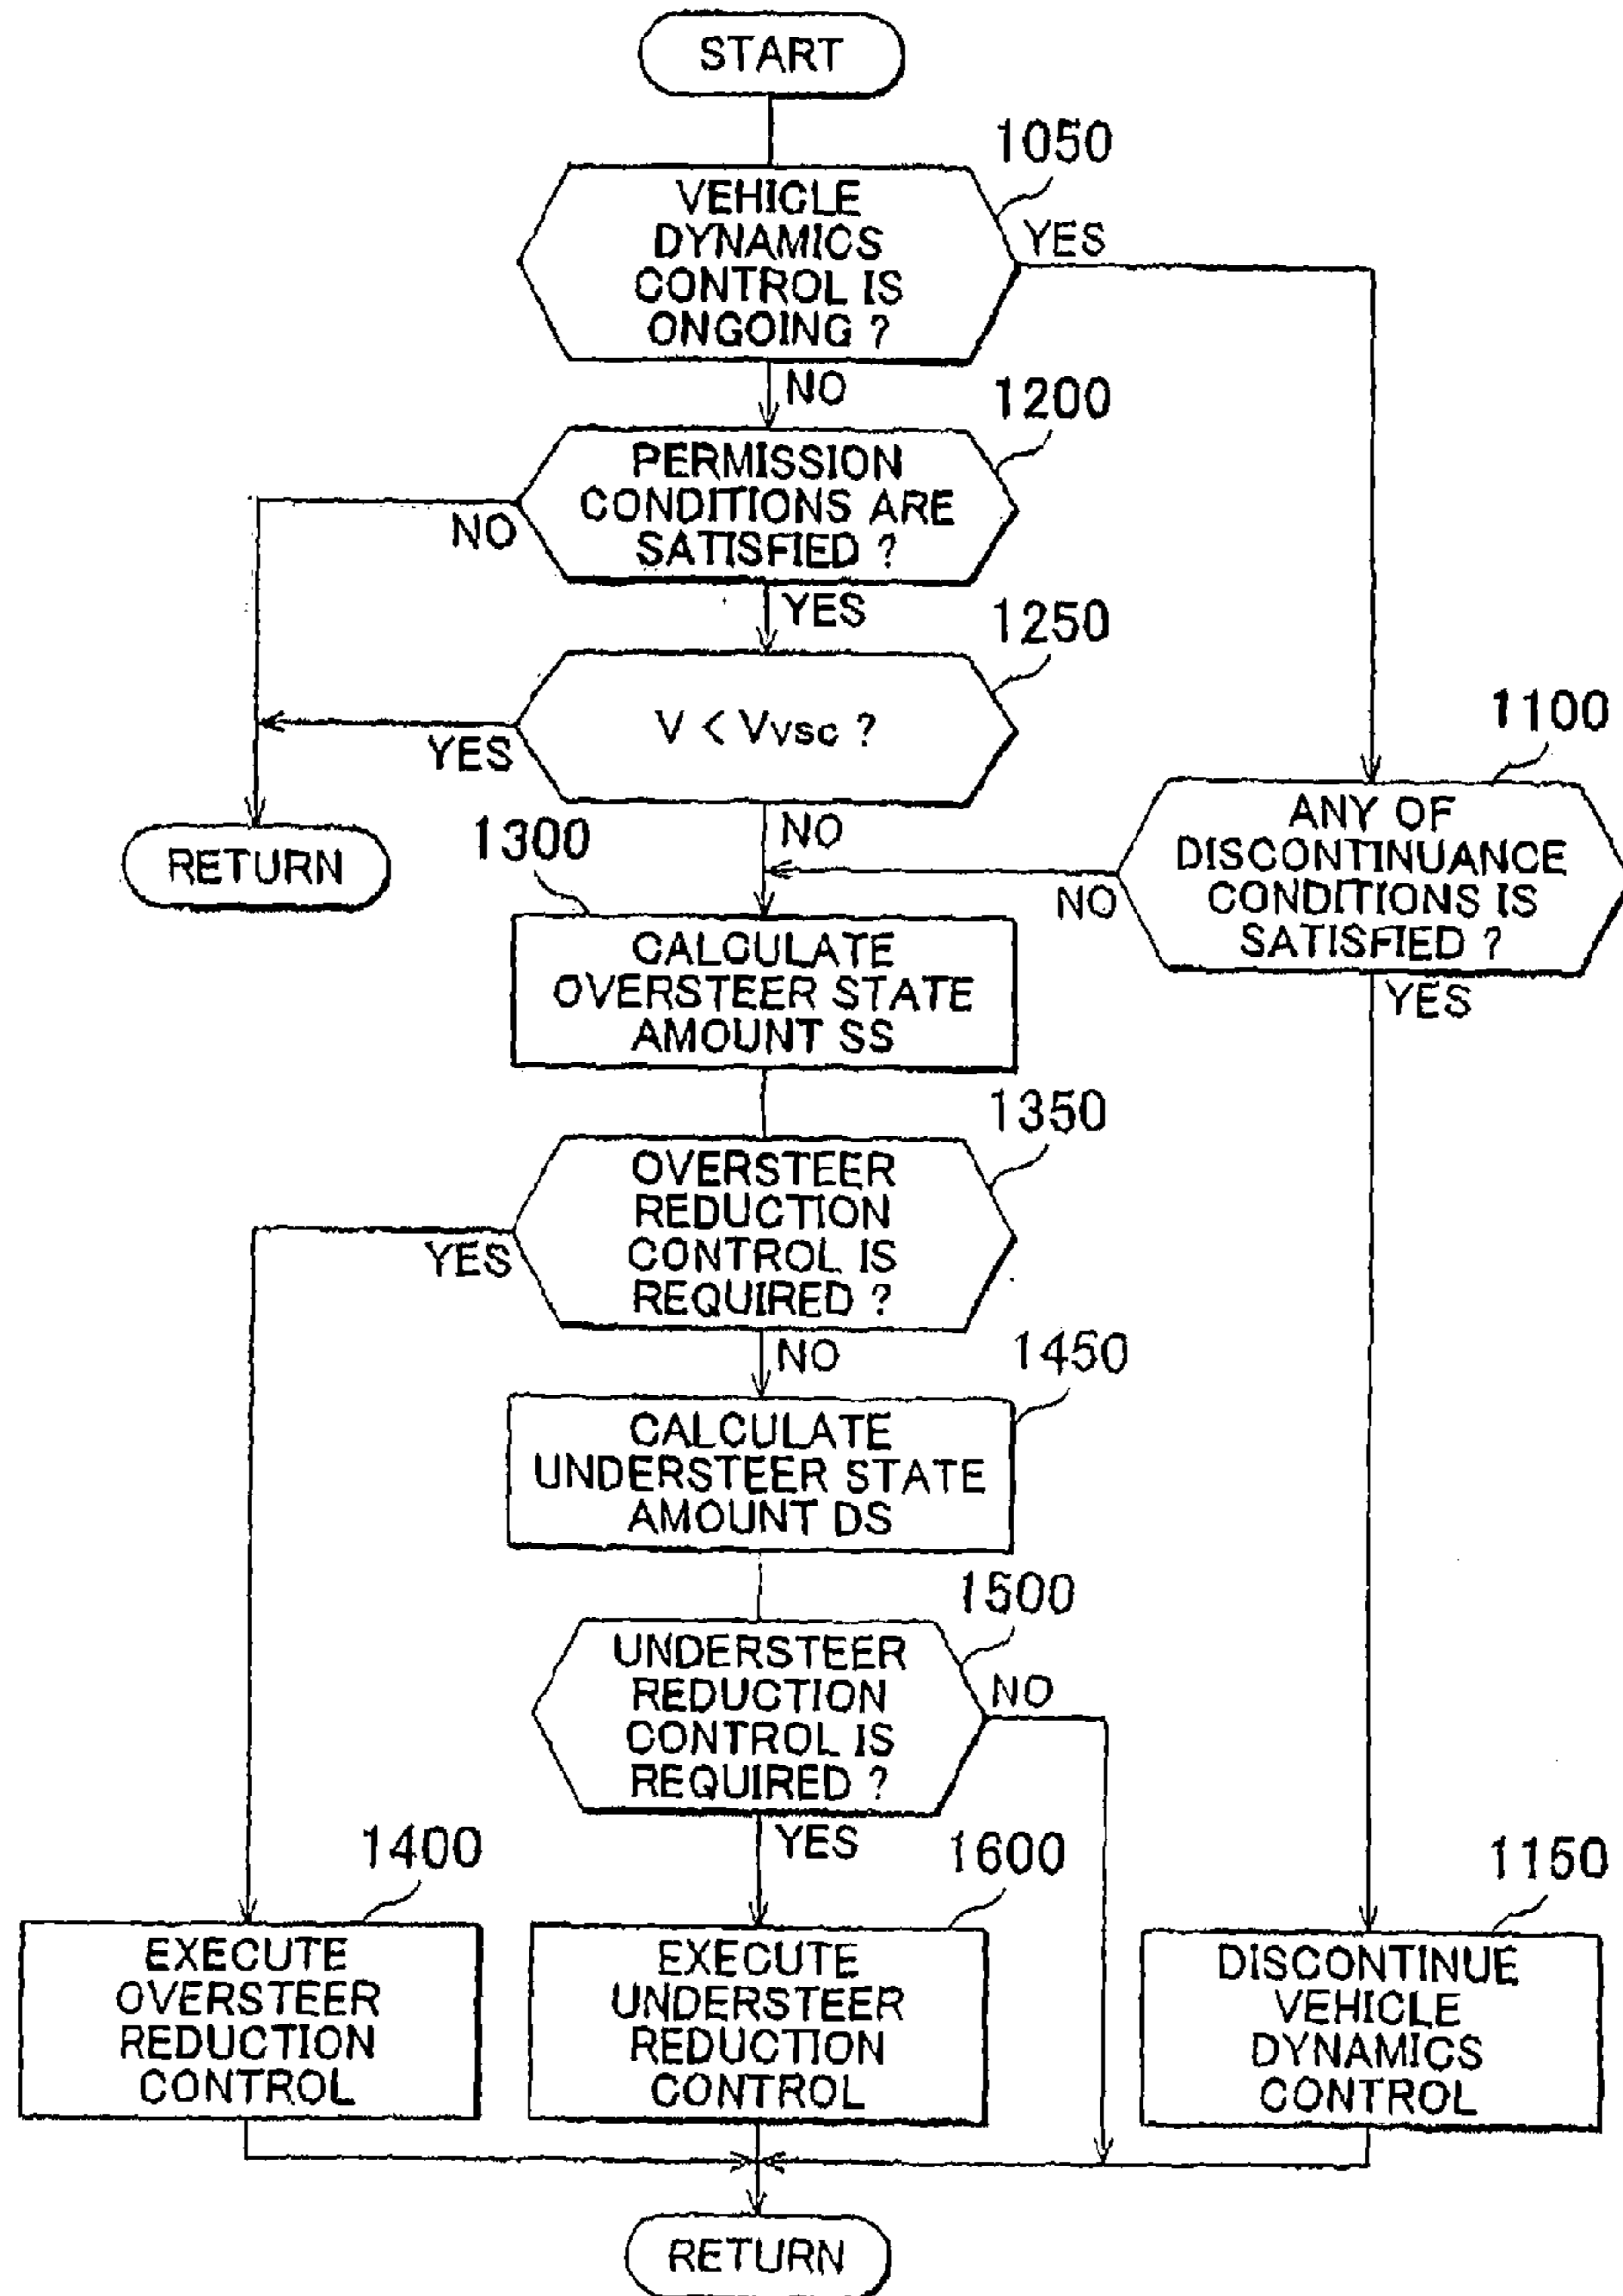 START
1050
VEHICLE
DYNAMICS
CONTROL IS
ONGOING ?
YES
NO
1200
PERMISSION
CONDITIONS ARE
SATISFIED ?
NO
YES
1250
V < VVSC ?
YES
NO
RETURN
1100
ANY OF
DISCONTINUANCE
CONDITIONS IS
SATISFIED ?
NO
YES
1300
CALCULATE
OVERSTEER STATE
AMOUNT SS
1350
OVERSTEER
REDUCTION
CONTROL IS
REQUIRED ?
YES
NO
1450
CALCULATE
UNDERSTEER STATE
AMOUNT DS
1500
UNDERSTEER
REDUCTION
CONTROL IS
REQUIRED ?
NO
YES
1400
EXECUTE
OVERSTEER
REDUCTION
CONTROL
1600
EXECUTE
UNDERSTEER
REDUCTION
CONTROL
1150
DISCONTINUE
VEHICLE
DYNAMICS
CONTROL
RETURN